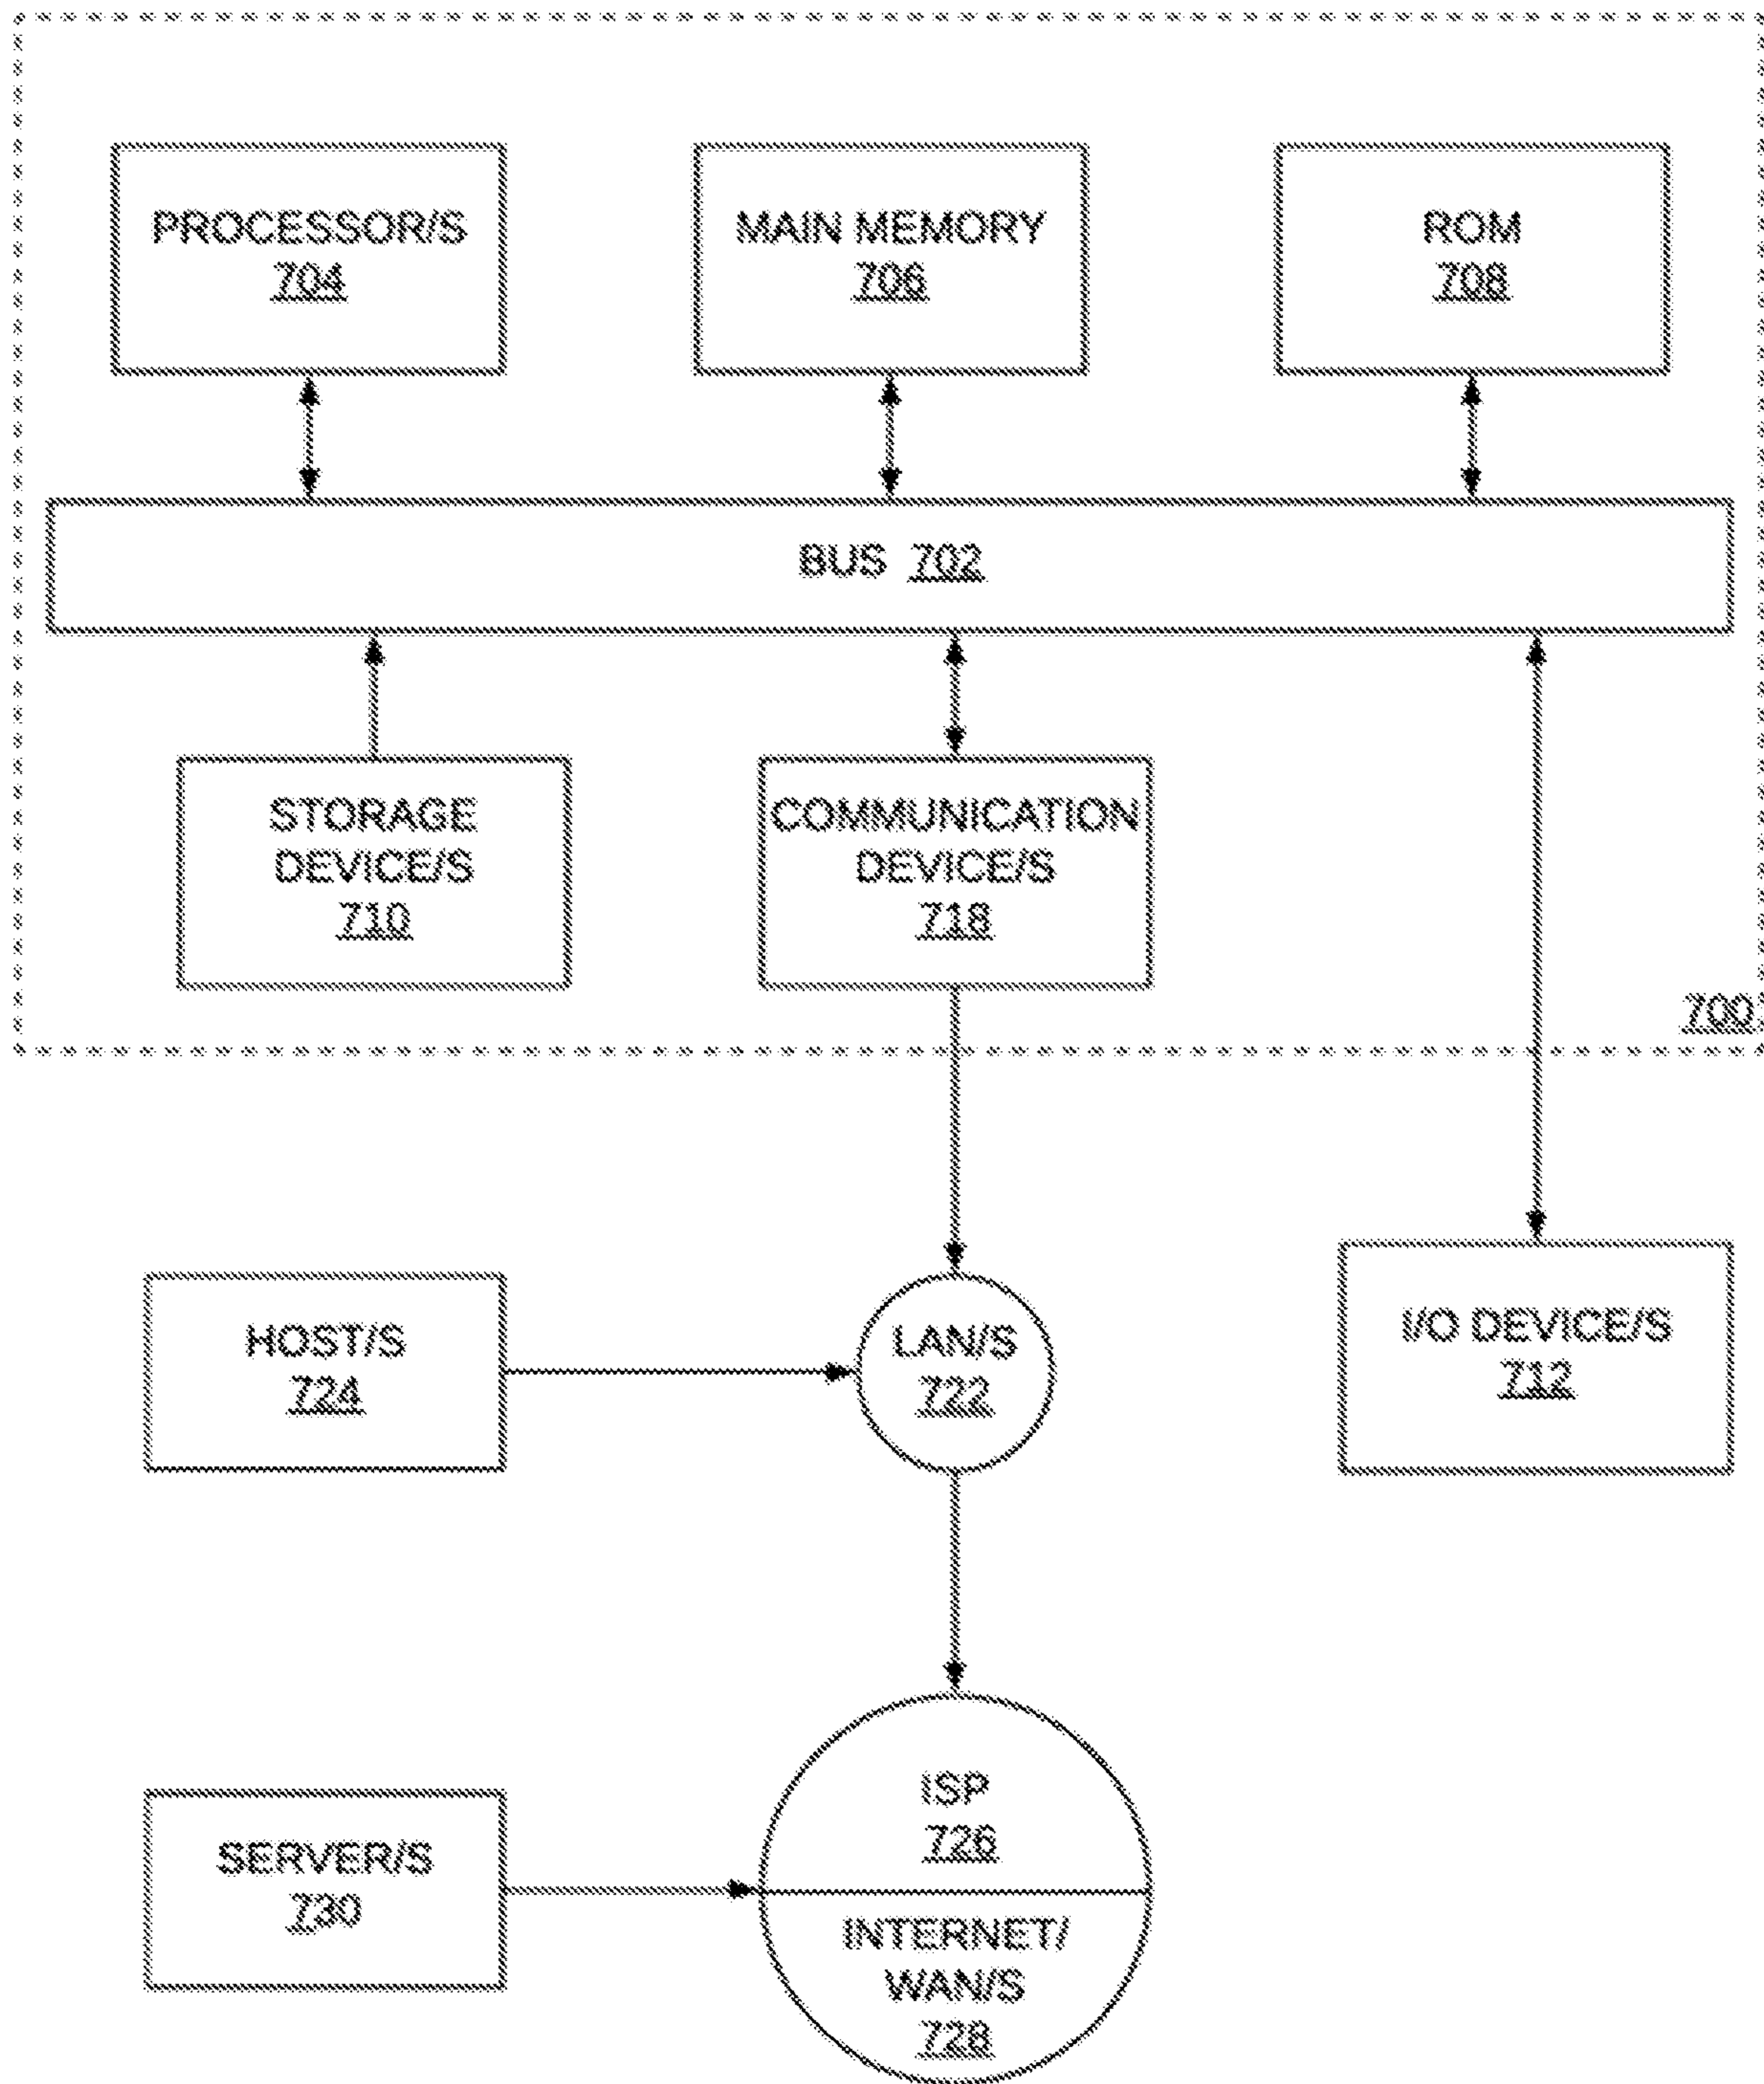 PROCESSOR/S
704
MAIN MEMORY
706
ROM
708
BUS 702
STORAGE
DEVICE/S
710
COMMUNICATION
DEVICE/S
718
700
HOST/S
724
LAN/S
722
I/O DEVICE/S
712
ISP
726
SERVER/S
730
INTERNET/
WAN/S
728